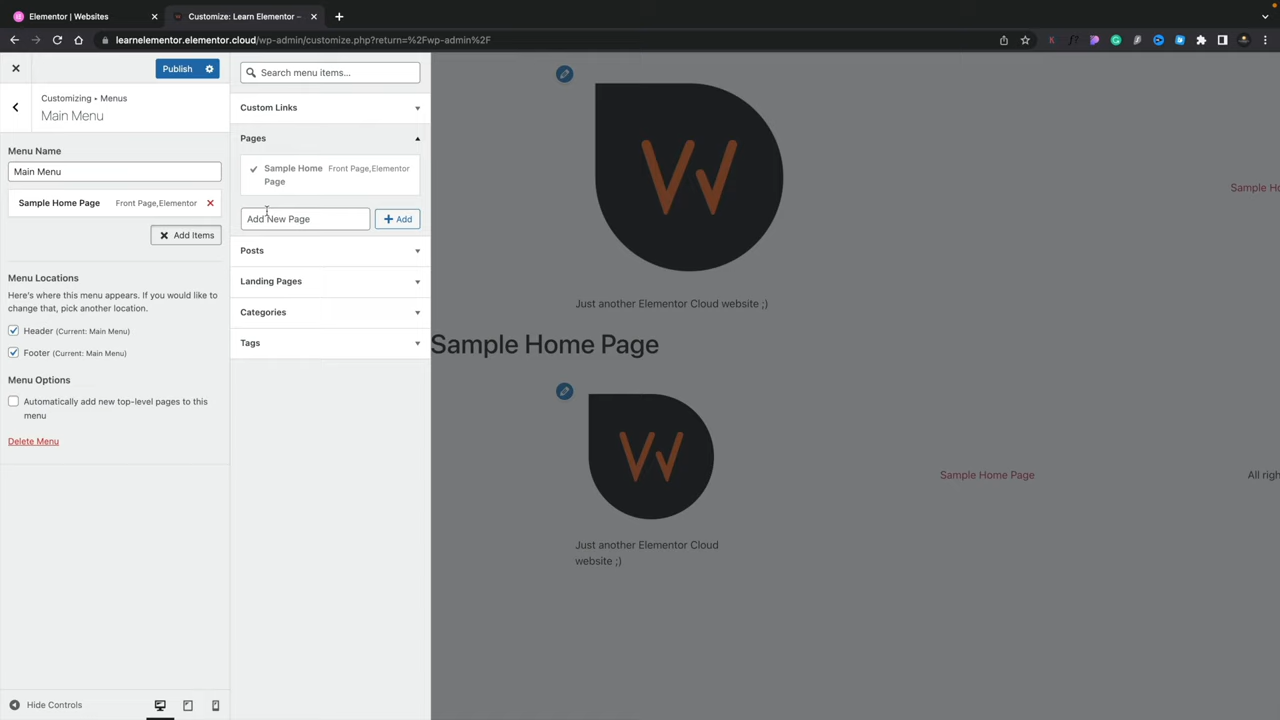 Elementor | Websites
Customize: Learn Elementor –
learnelementor.elementor.cloud/wp-admin/customize.php?return=%2Fwp-admin%2F
Publish
Customizing ▸ Menus
Main Menu
Menu Name
Main Menu
Sample Home Page Front Page,Elementor
Add Items
Menu Locations
Here's where this menu appears. If you would like to
change that, pick another location.
Header (Current: Main Menu)
Footer (Current: Main Menu)
Menu Options
Automatically add new top-level pages to this
menu
Delete Menu
Hide Controls
Search menu items...
Custom Links
Pages
Sample Home Front Page,Elementor
Page
Add New Page
Add
Posts
Landing Pages
Categories
Tags
Sample Ho
Just another Elementor Cloud website ;)
Sample Home Page
Sample Home Page
All righ
Just another Elementor Cloud
website ;)